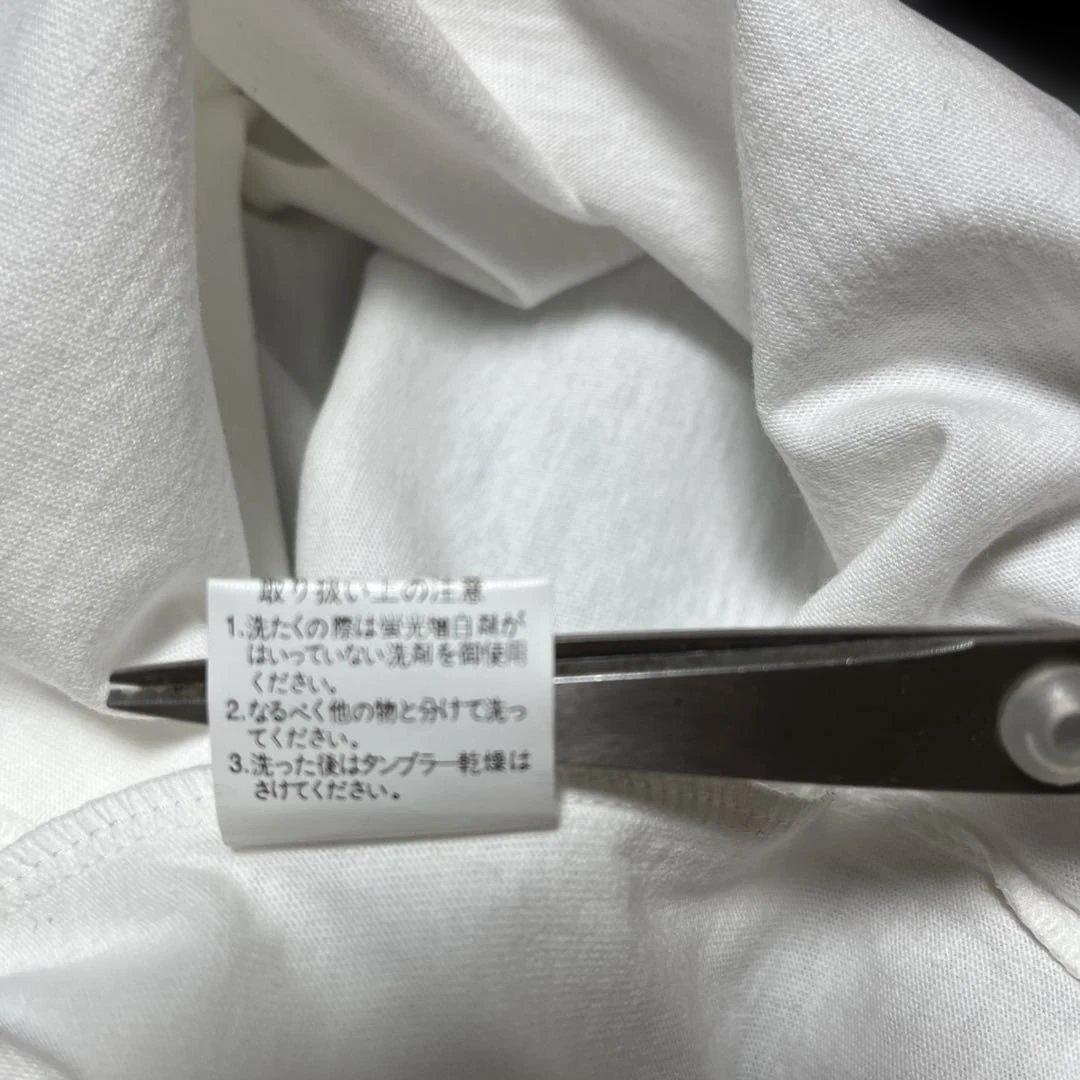 取り扱い上の注意
1.洗たくの際は蛍光増白剤が
はいっていない洗剤を御使用
ください。
2.なるべく他の物と分けて洗っ
てください。
3.洗った後はタンブラー乾燥は
さけてください。